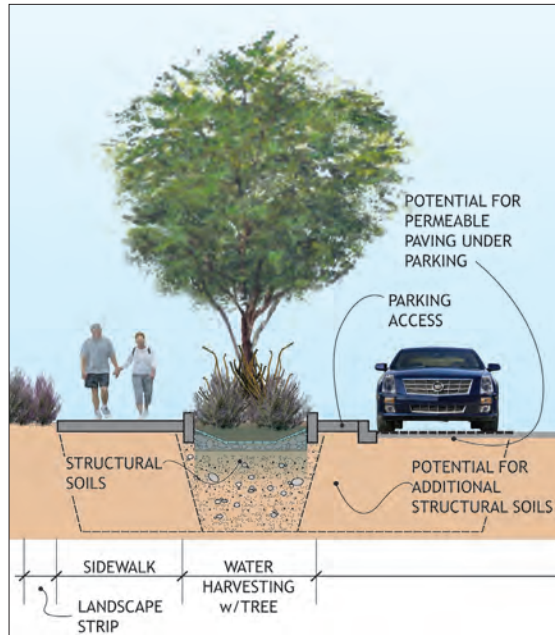 POTENTIAL FOR
PERMEABLE
PAVING UNDER
PARKING
PARKING
ACCESS
STRUCTURAL
SOILS
POTENTIAL FOR
ADDITIONAL
STRUCTURAL SOILS
SIDEWALK
WATER
HARVESTING
w/TREE
LANDSCAPE
STRIP